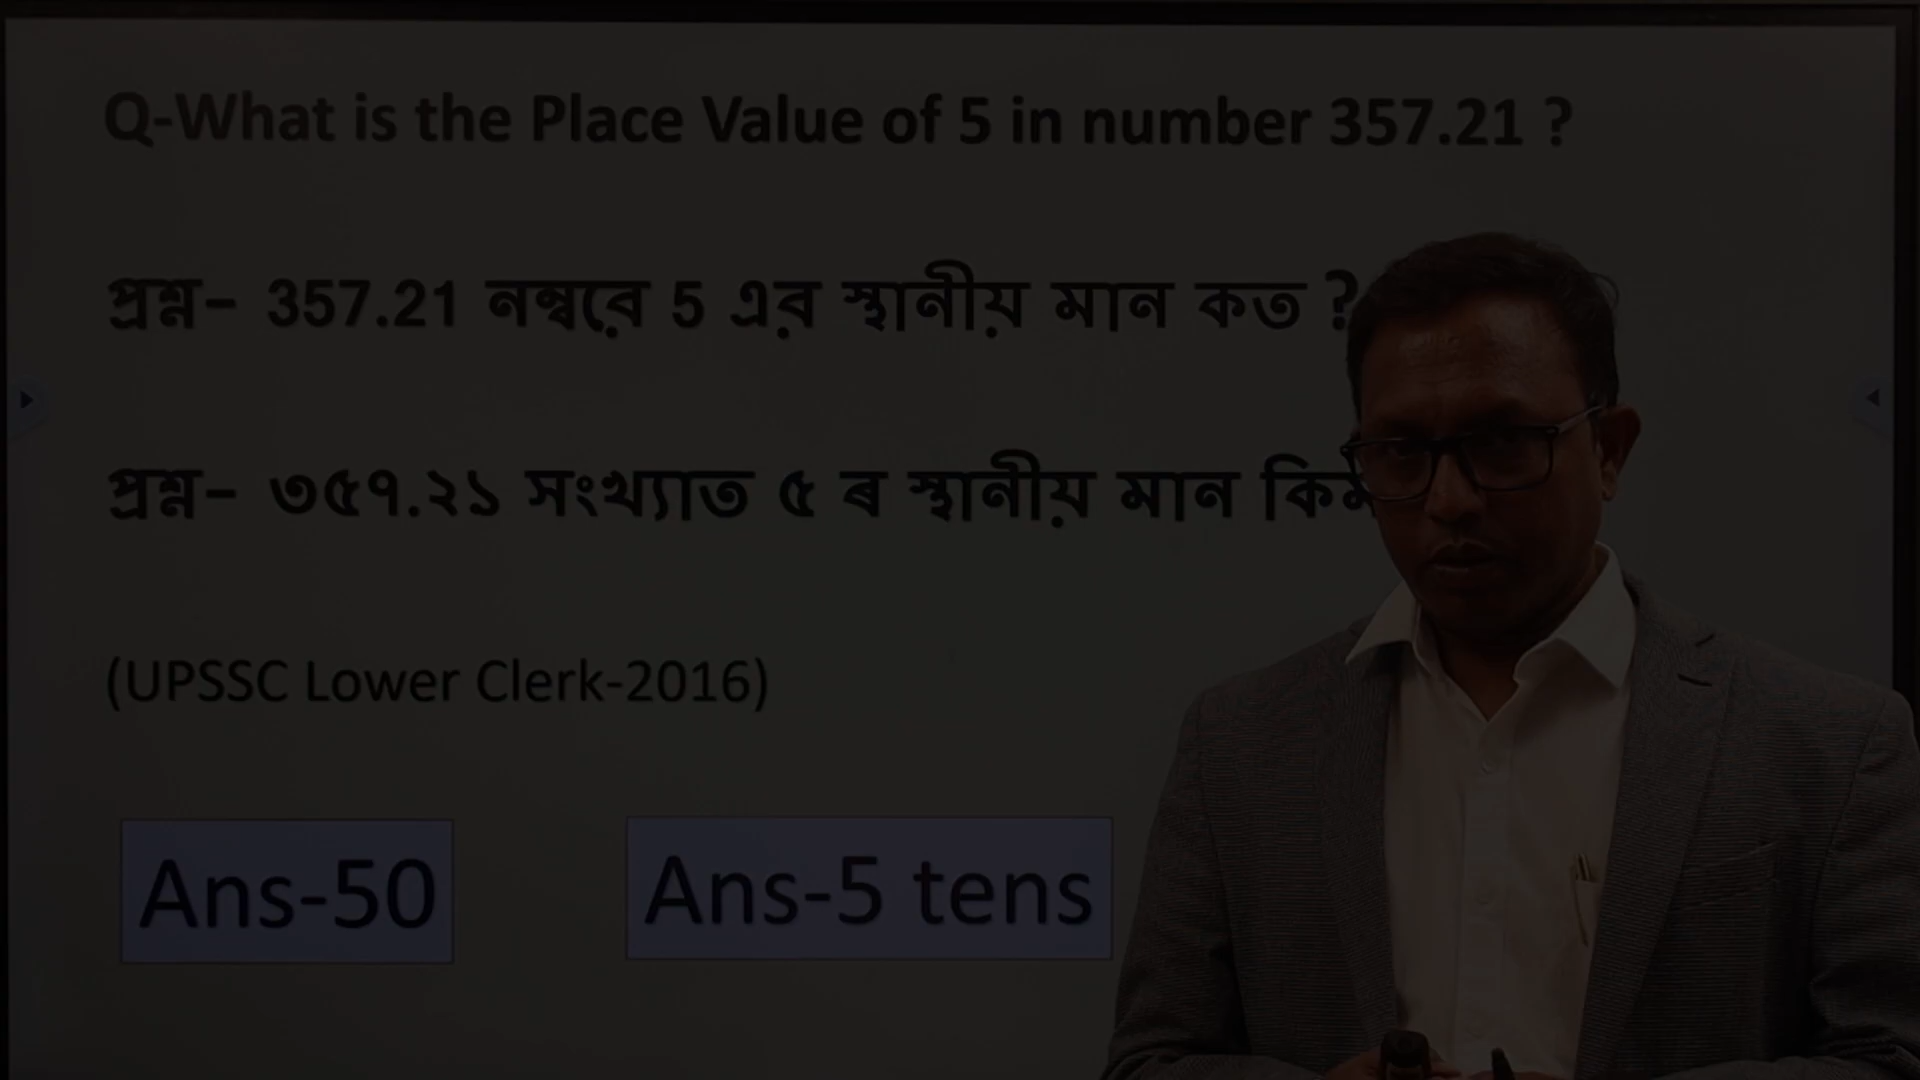 Q-What is the Place Value of 5 in number 357.21 ?
প্রশ্ন- 357.21 নম্বরে 5 এর স্থানীয় মান কত ?
প্রশ্ন- ৩৫৭.২১ সংখ্যাত ৫ ৰ স্থানীয় মান
(UPSSC Lower Clerk-2016)
Ans-50
Ans-5 tens